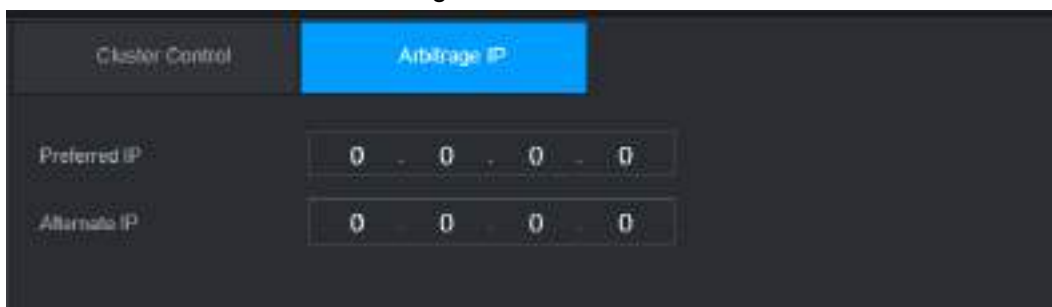 Cluster Control
Arbitrage IP
Preferred IP 0 . 0 . 0 . 0
Alternate IP 0 . 0 . 0 . 0